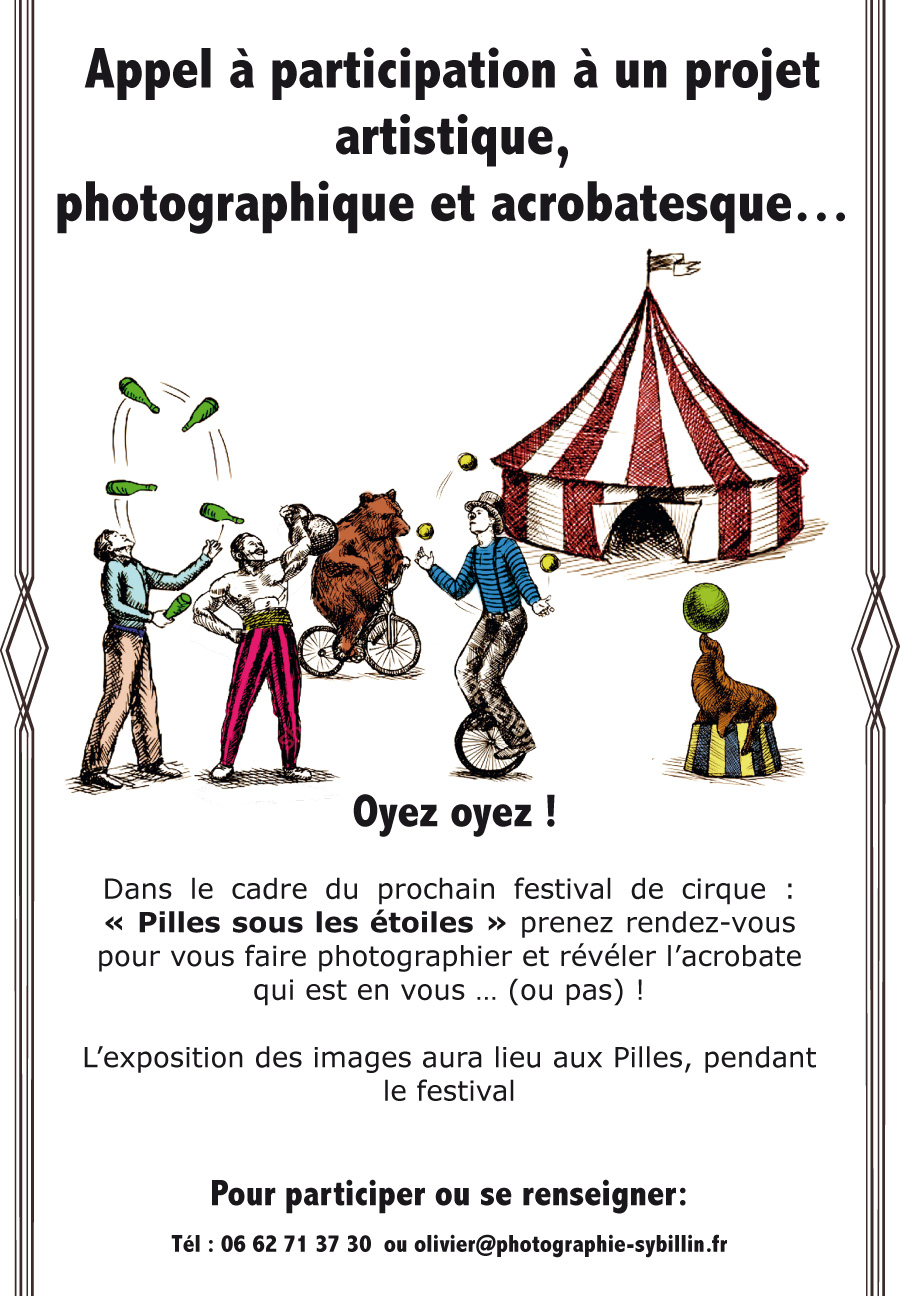 Appel à participation à un projet
artistique,
photographique et acrobatesque…
Oyez oyez !
Dans le cadre du prochain festival de cirque :
« Pilles sous les étoiles » prenez rendez-vous
pour vous faire photographier et révéler l’acrobate
qui est en vous … (ou pas) !
L’exposition des images aura lieu aux Pilles, pendant
le festival
Pour participer ou se renseigner:
Tél : 06 62 71 37 30 ou olivier@photographie-sybillin.fr